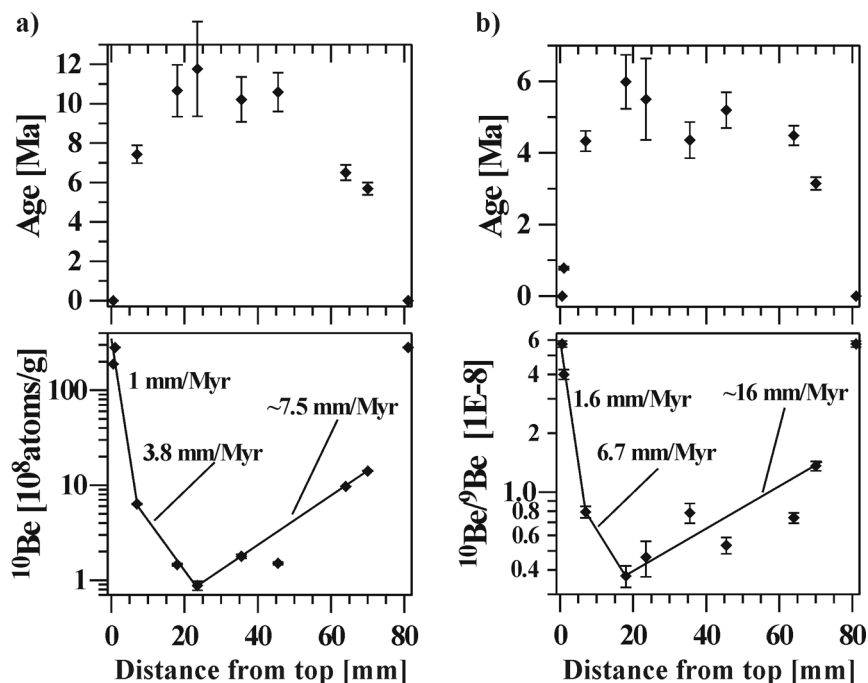 a)
Age [Ma]
12
10
8
6
4
2
0
¹⁰Be [10⁸atoms/g]
100
10
1
1 mm/Myr
3.8 mm/Myr
~7.5 mm/Myr
0
20
40
60
80
Distance from top [mm]
b)
Age [Ma]
6
4
2
0
¹⁰Be/⁹Be [1E-8]
6
4
2
1.0
0.8
0.6
0.4
1.6 mm/Myr
6.7 mm/Myr
~16 mm/Myr
0
20
40
60
80
Distance from top [mm]